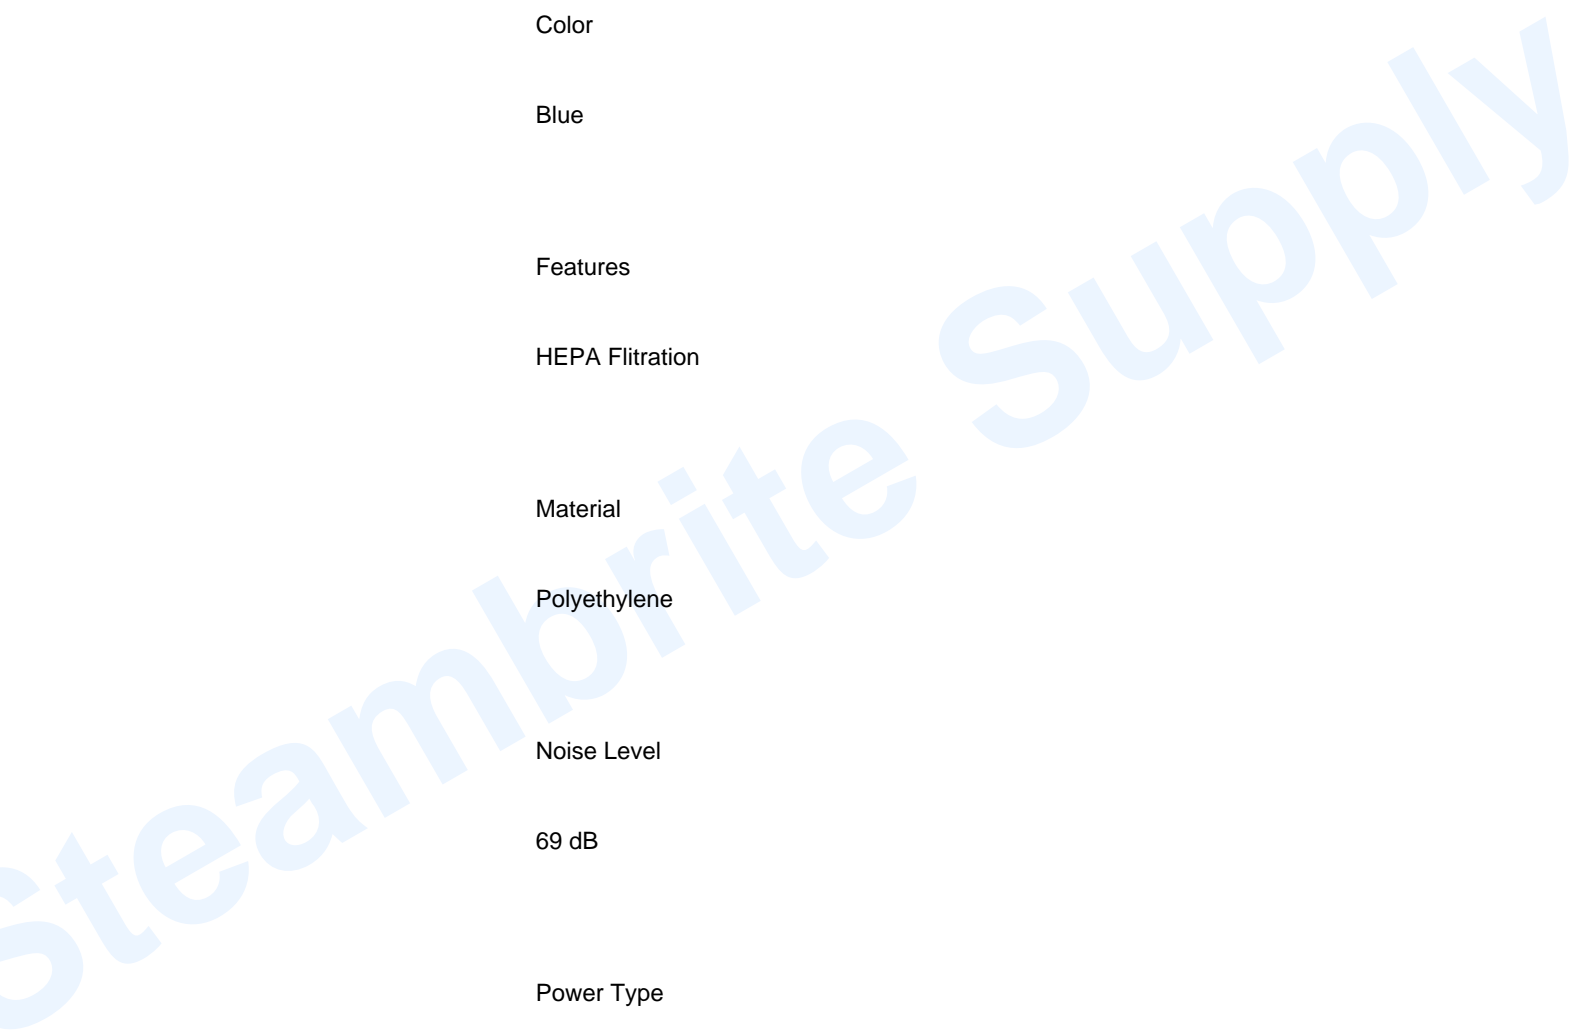 Color
Blue
Features
HEPA Flitration
Material
Polyethylene
Noise Level
69 dB
Power Type
Steambrite Supply